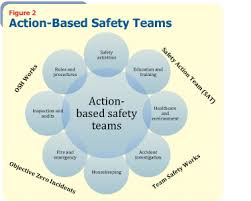 Figure 2
Action-Based Safety Teams
Safety
activities
Education and
training
Healthcare
and
environment
Accident
investigation
Housekeeping
Fire and
emergency
Inspection and
audits
Rules and
procedures
Action-
based safety
teams
OSH Works
Safety Action Team (SAT)
Objective Zero Incidents
Team Safety Works